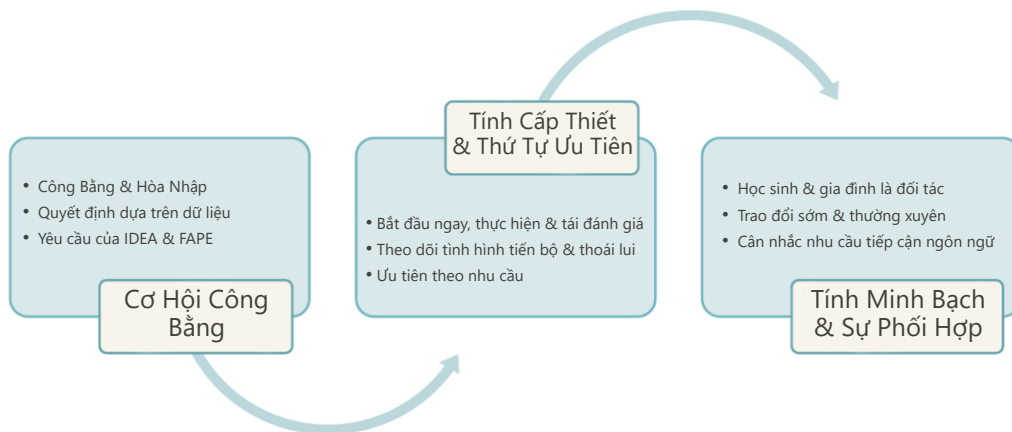 • Công Bằng & Hòa Nhập
• Quyết định dựa trên dữ liệu
• Yêu cầu của IDEA & FAPE
Cơ Hội Công
Bằng
Tính Cấp Thiết
& Thứ Tự Ưu Tiên
• Bắt đầu ngay, thực hiện & tái đánh giá
• Theo dõi tình hình tiến bộ & thoái lui
• Ưu tiên theo nhu cầu
• Học sinh & gia đình là đối tác
• Trao đổi sớm & thường xuyên
• Cân nhắc nhu cầu tiếp cận ngôn ngữ
Tính Minh Bạch
& Sự Phối Hợp